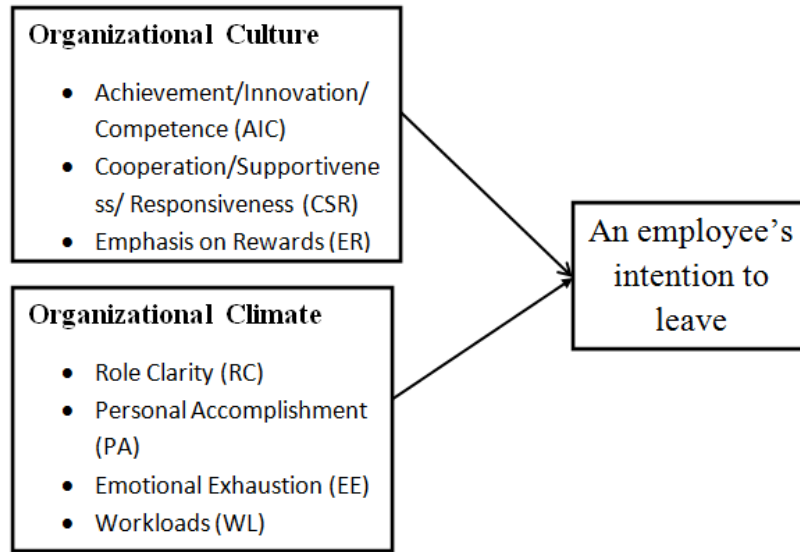 Organizational Culture
• Achievement/Innovation/
Competence (AIC)
• Cooperation/Supportivene
ss/ Responsiveness (CSR)
• Emphasis on Rewards (ER)
Organizational Climate
• Role Clarity (RC)
• Personal Accomplishment
(PA)
• Emotional Exhaustion (EE)
• Workloads (WL)
An employee’s
intention to
leave